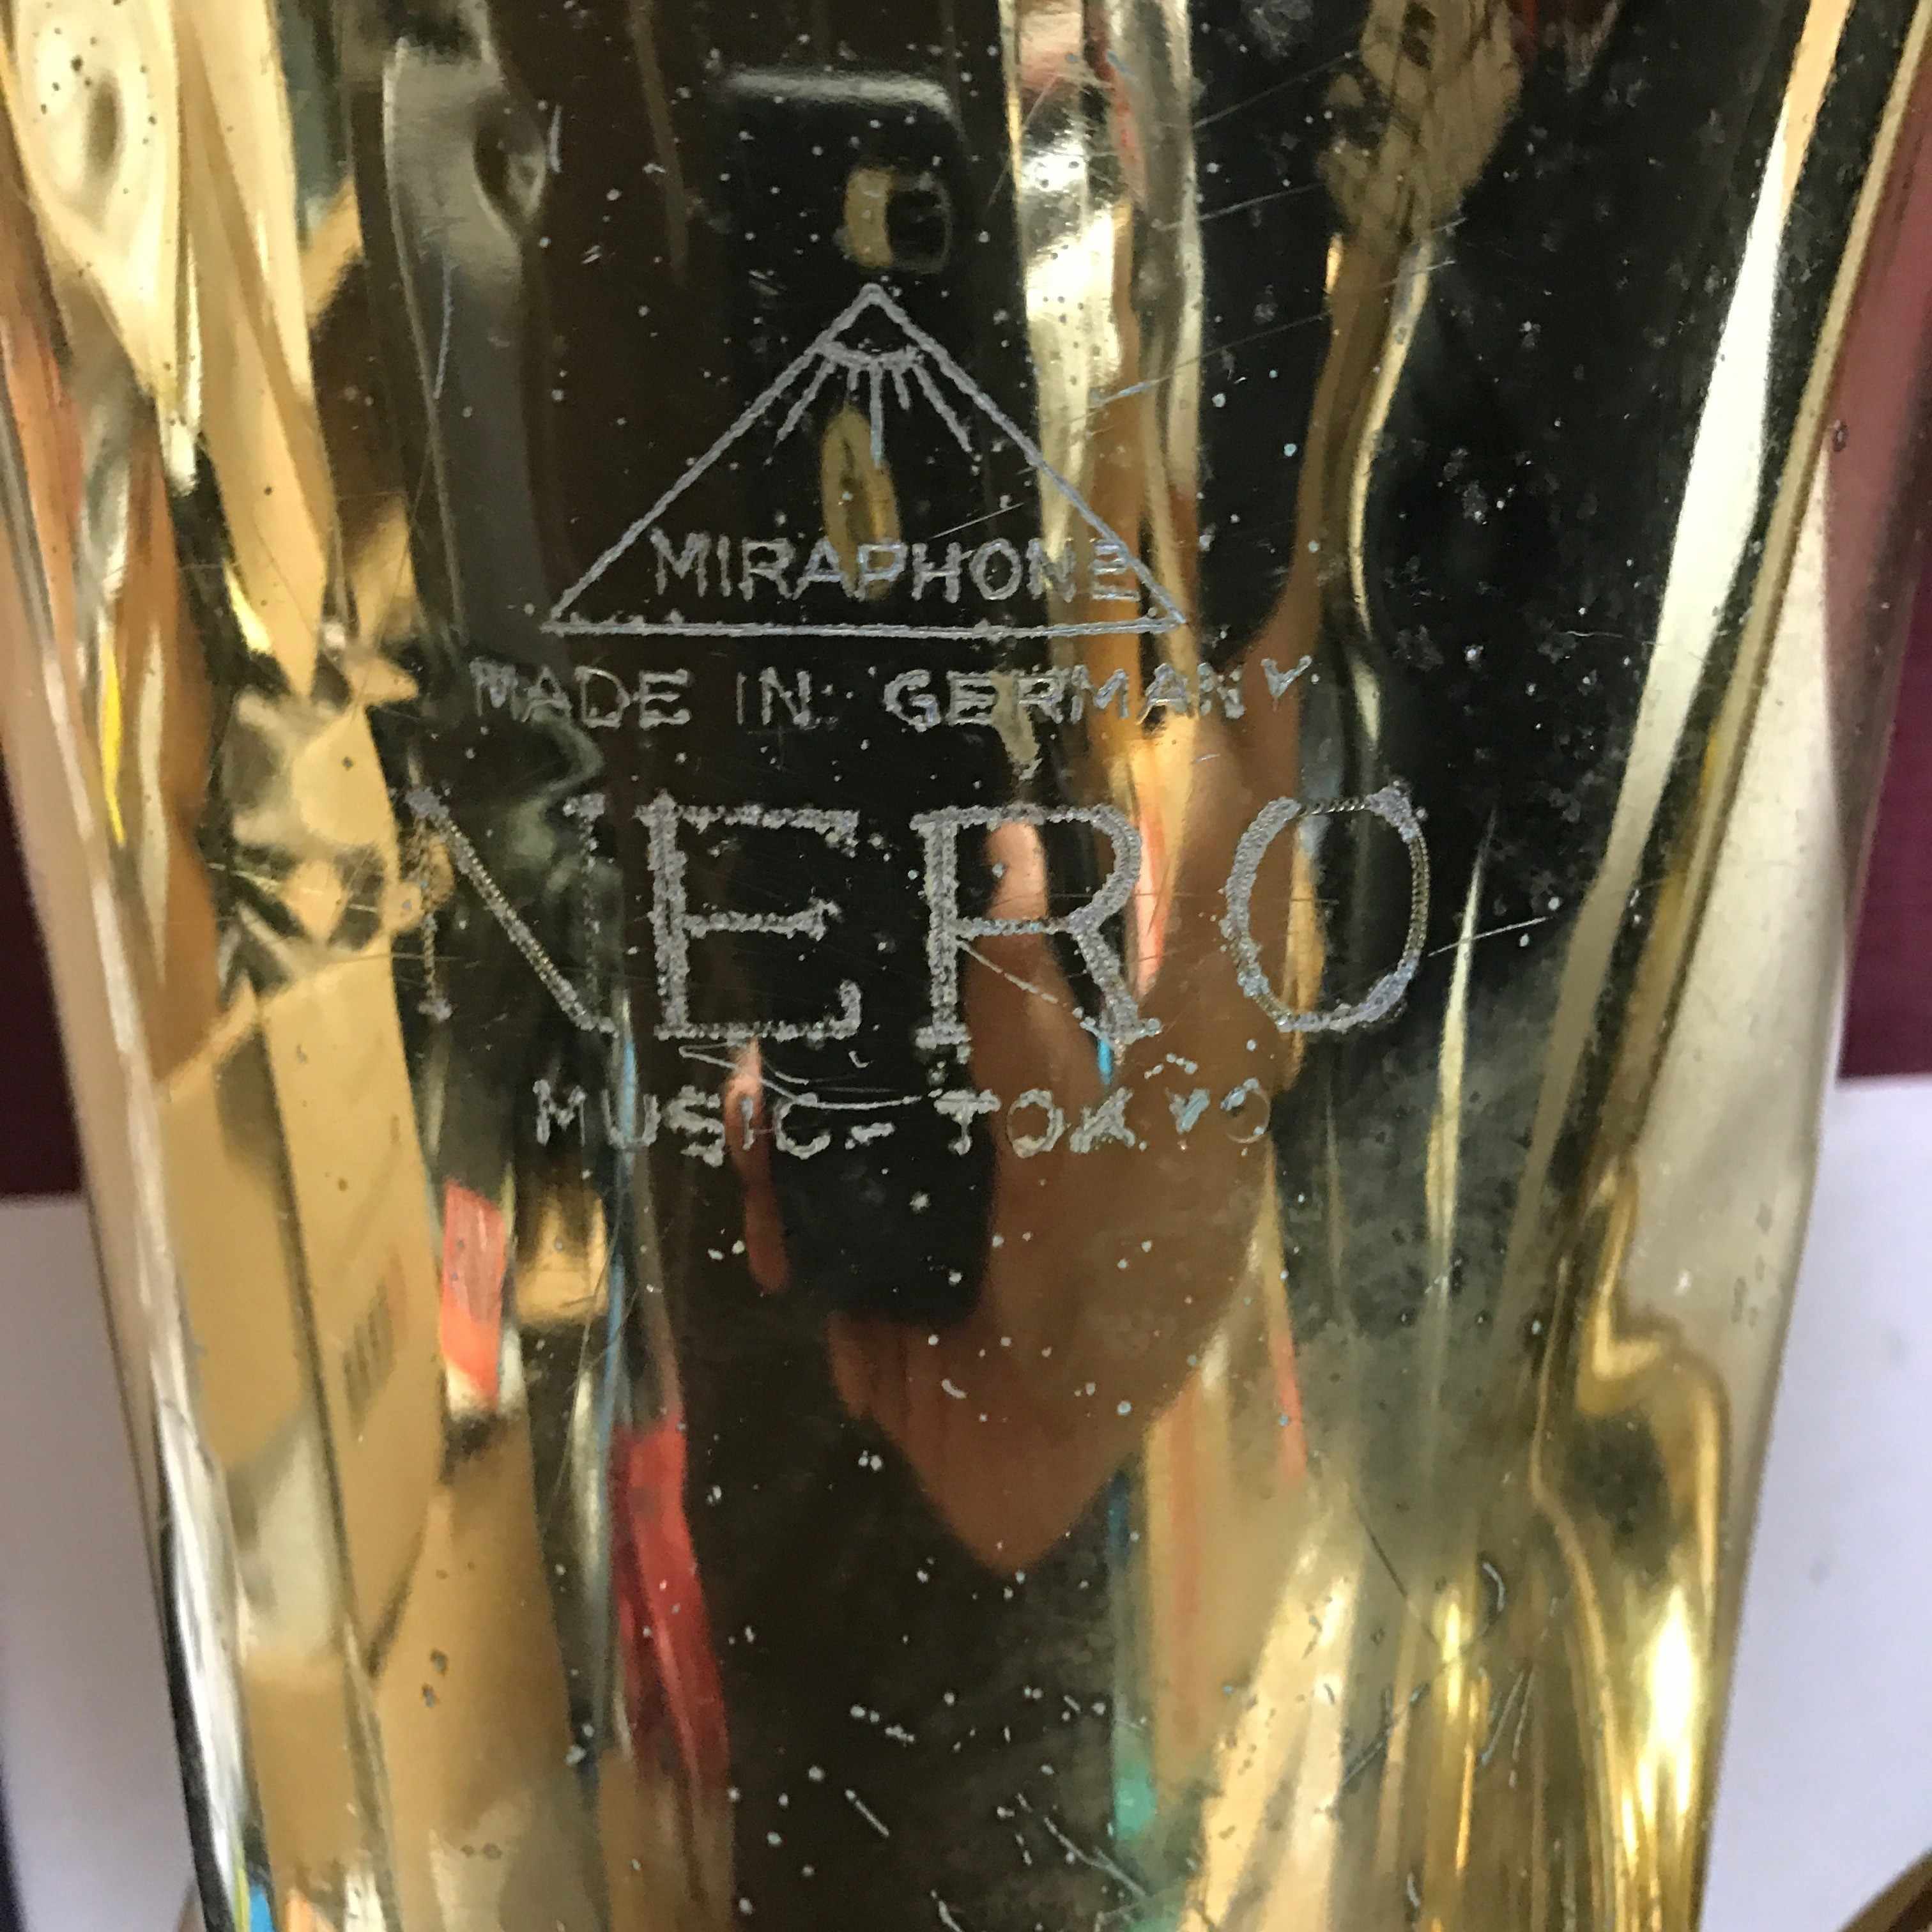 MIRAPHONE
MADE IN GERMANY
NERO
MUSIC-TOKYO